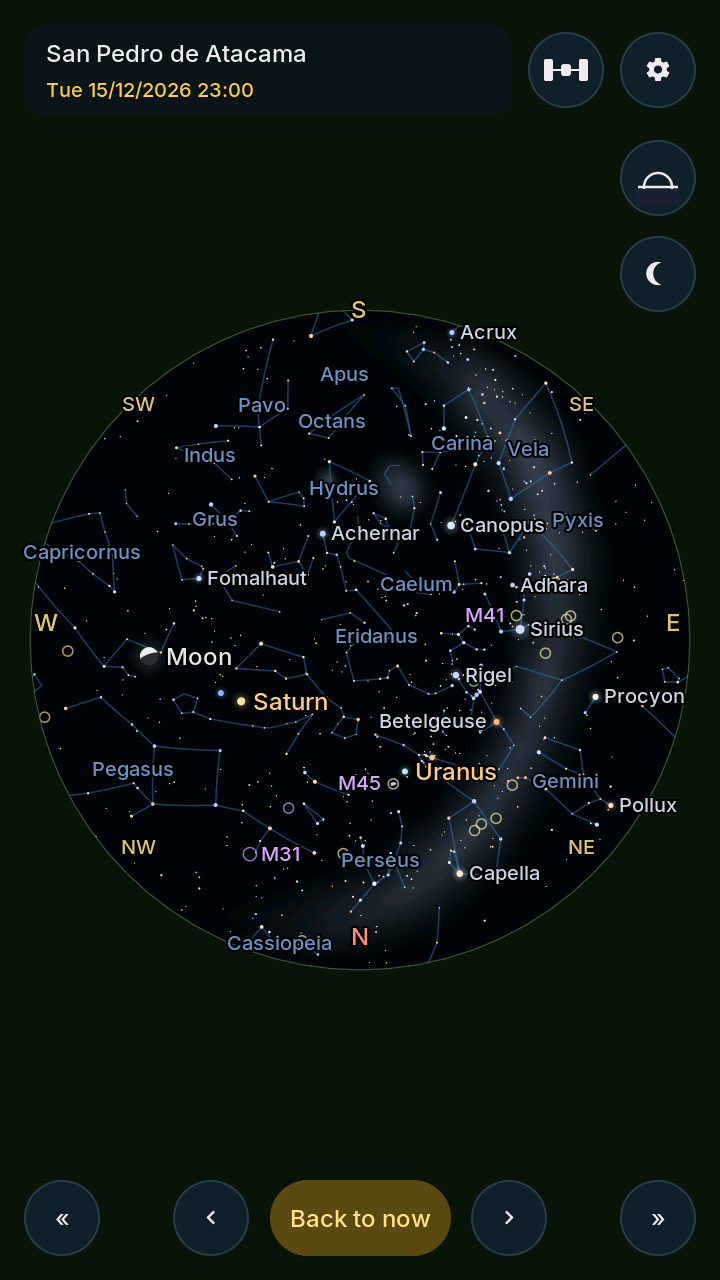 San Pedro de Atacama
Tue 15/12/2026 23:00
S
Acrux
Apus
SW
Pavo
SE
Octans
Carina
Vela
Indus
Hydrus
Grus
Achernar
Canopus
Pyxis
Capricornus
Fomalhaut
Caelum
Adhara
M41
W
Sirius
E
Eridanus
Moon
Rigel
Saturn
Procyon
Betelgeuse
Pegasus
Uranus
M45
Gemini
Pollux
NW
M31
Perseus
NE
Capella
Cassiopeia
N
« ‹ Back to now › »